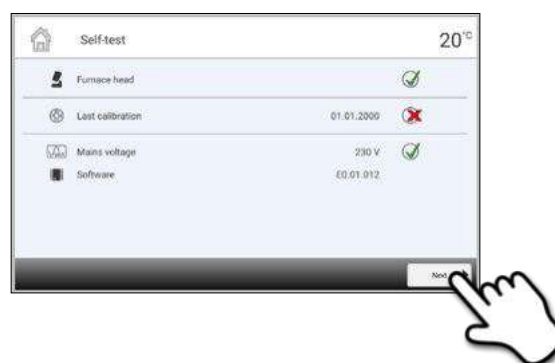 Self-test 20°C
Furnace head
Last calibration 01.01.2000
Mains voltage 230 V
Software E0.01.012
Next